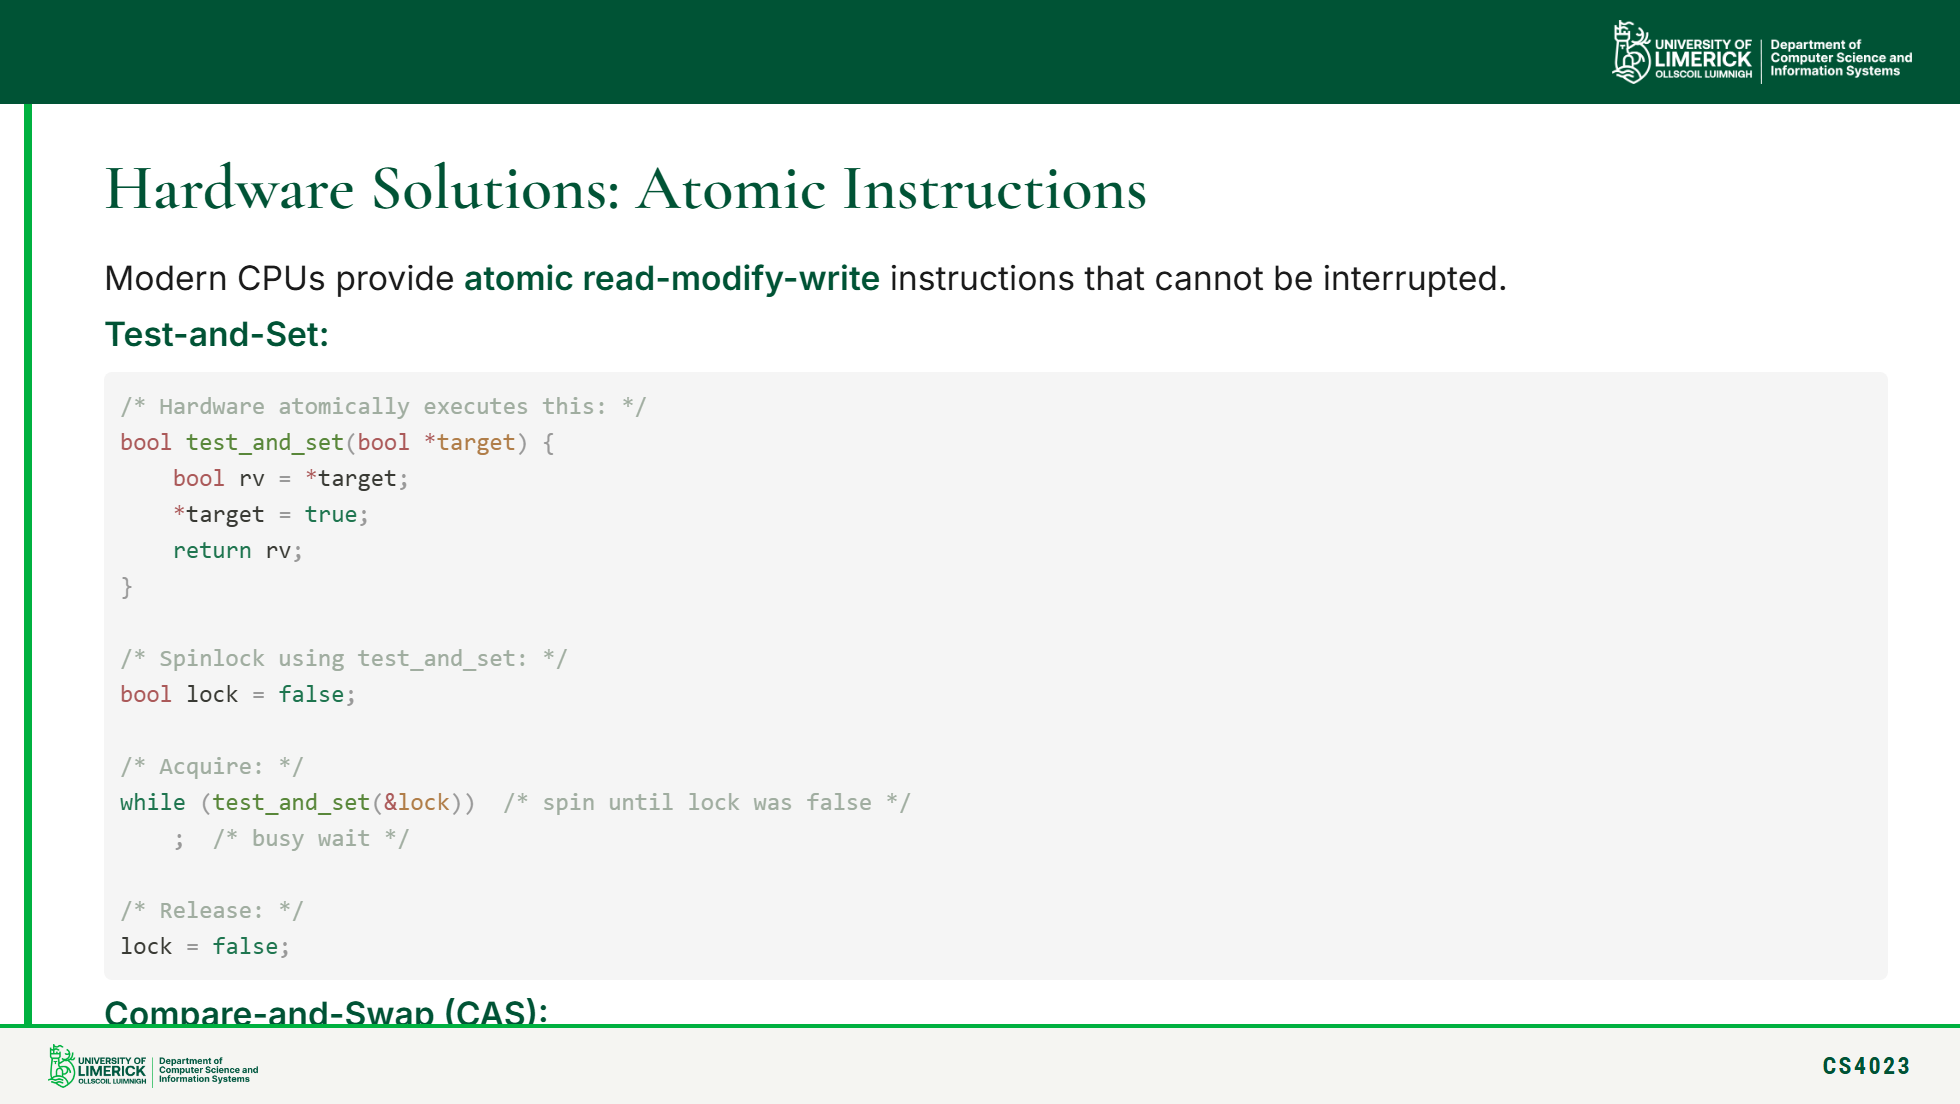 UNIVERSITY OF
LIMERICK
OLLSCOIL LUIMNIGH
Department of
Computer Science and
Information Systems
Hardware Solutions: Atomic Instructions
Modern CPUs provide atomic read-modify-write instructions that cannot be interrupted.
Test-and-Set:
/* Hardware atomically executes this: */
bool test_and_set(bool *target) {
    bool rv = *target;
    *target = true;
    return rv;
}
/* Spinlock using test_and_set: */
bool lock = false;
/* Acquire: */
while (test_and_set(&lock))  /* spin until lock was false */
    ;  /* busy wait */
/* Release: */
lock = false;
Compare-and-Swap (CAS):
UNIVERSITY OF
LIMERICK
OLLSCOIL LUIMNIGH
Department of
Computer Science and
Information Systems
CS4023